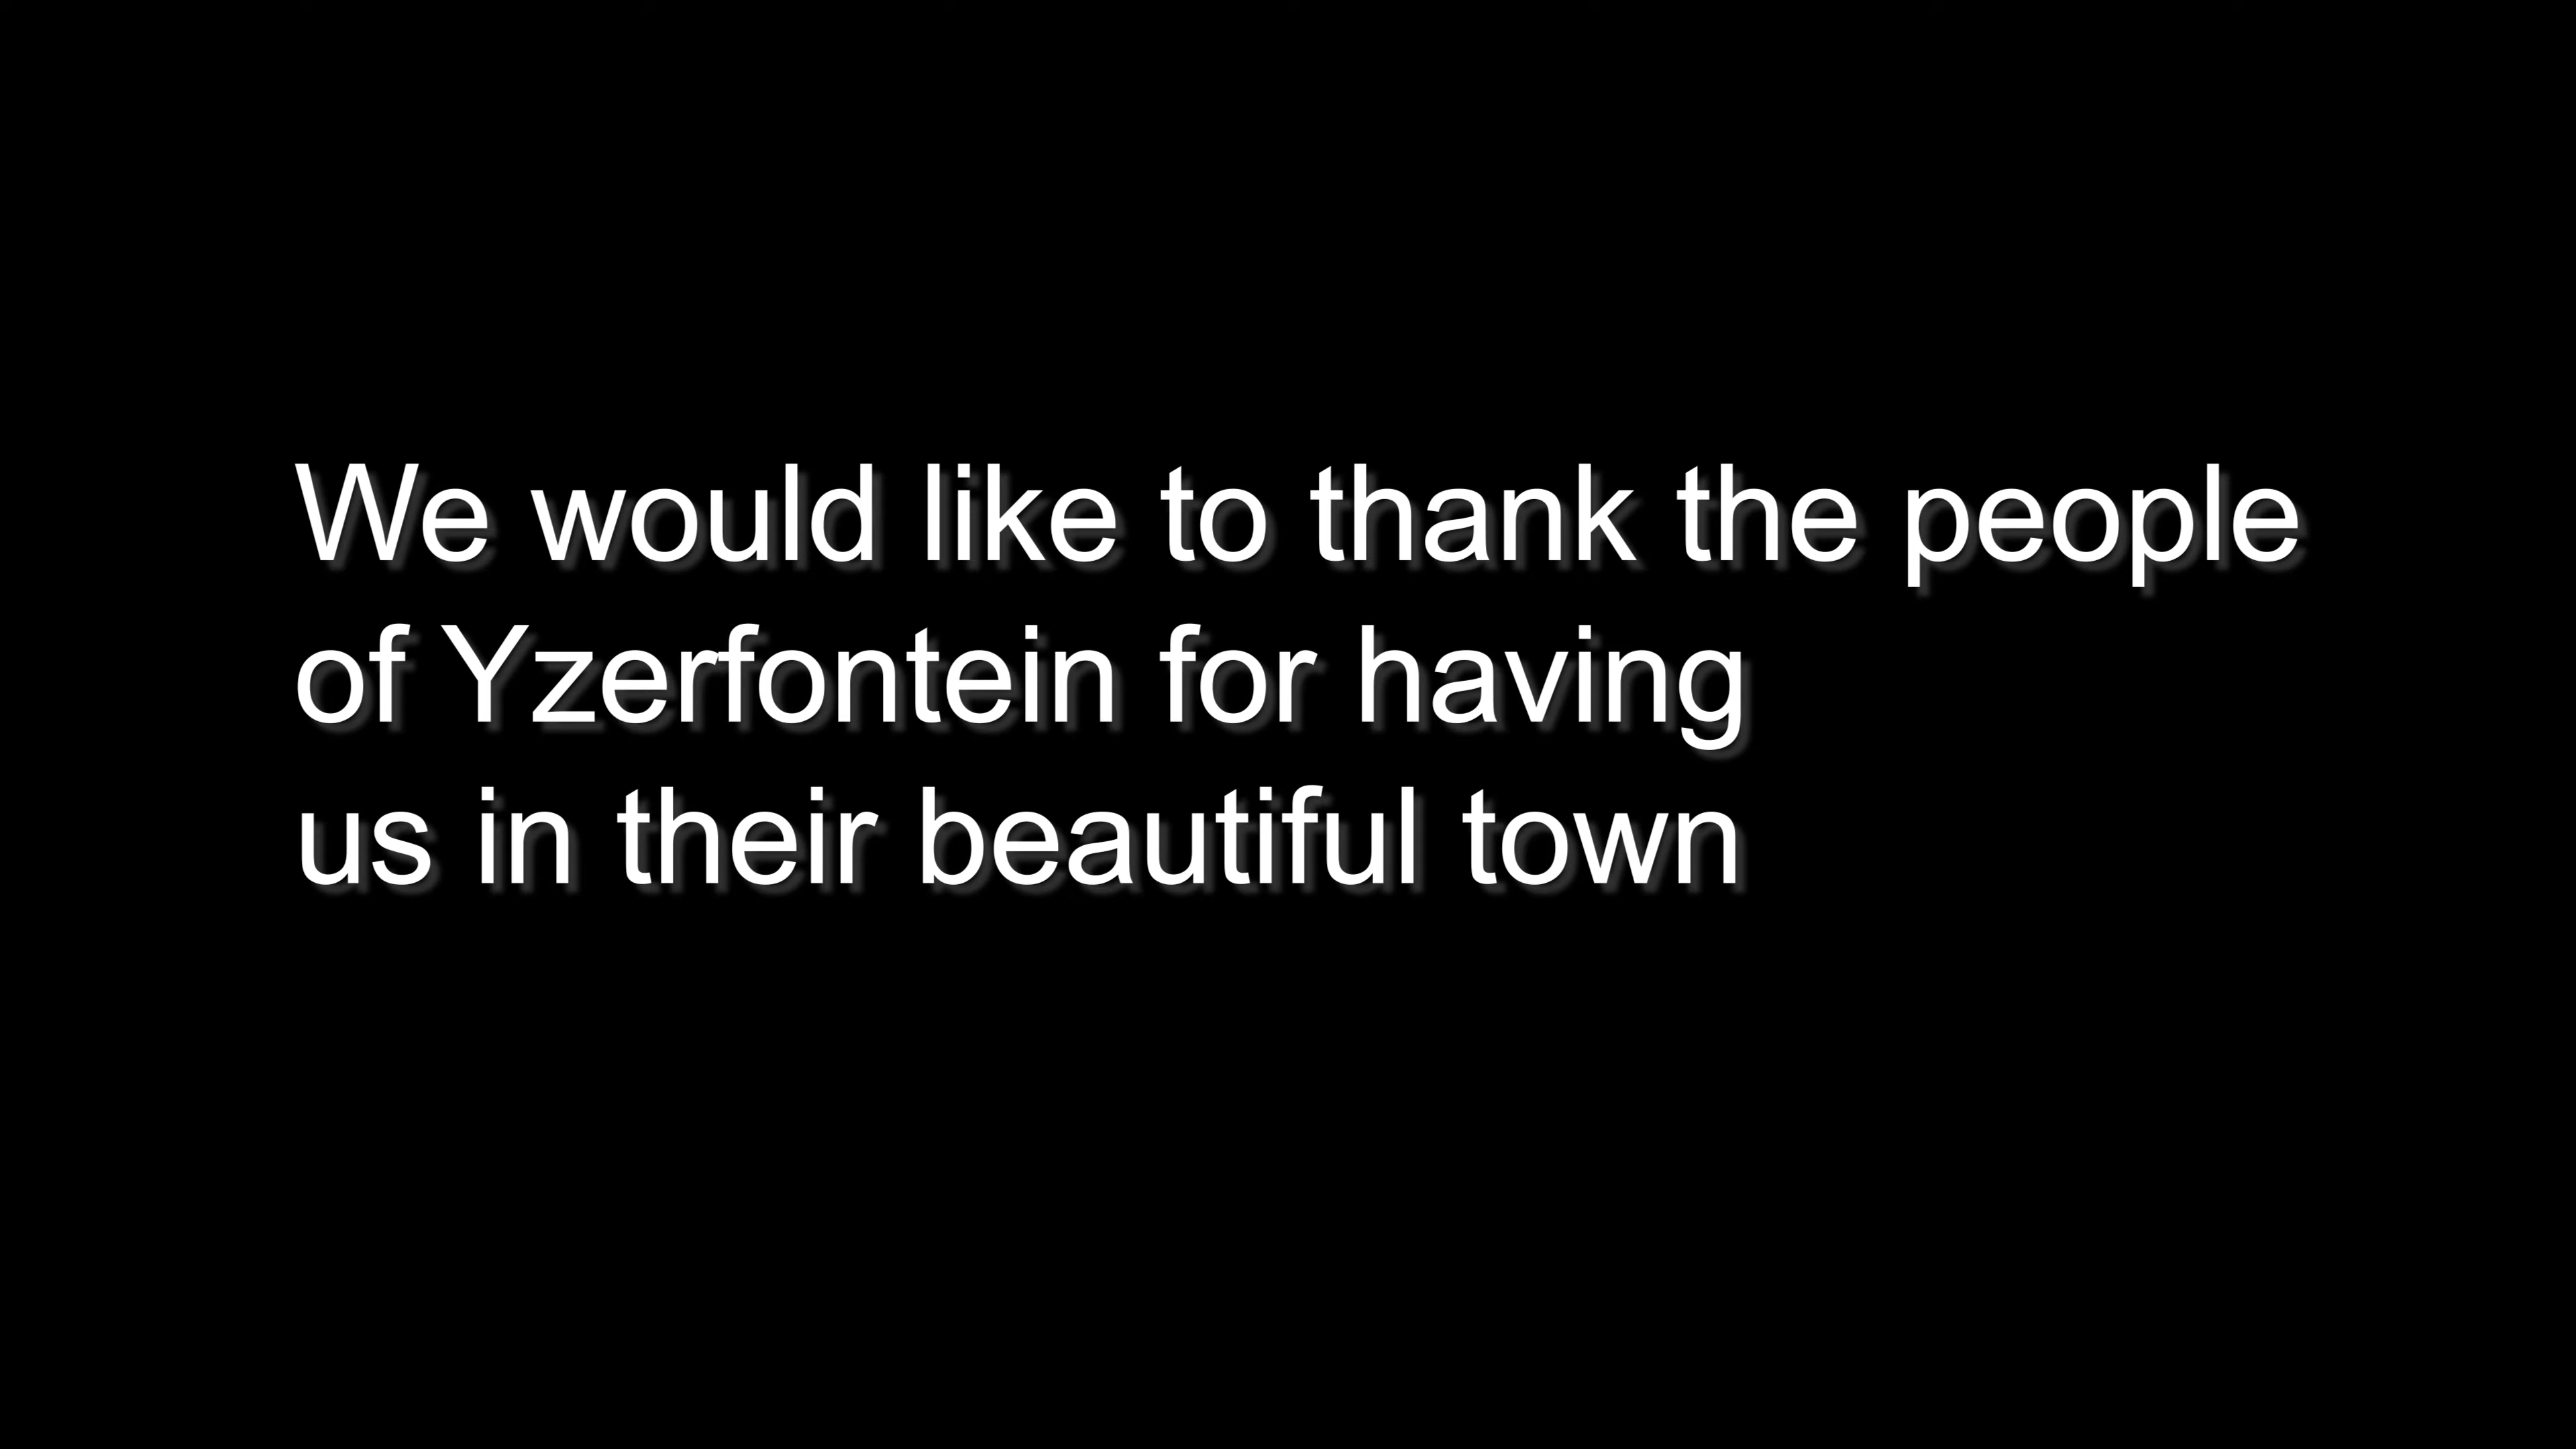 We would like to thank the people
of Yzerfontein for having
us in their beautiful town